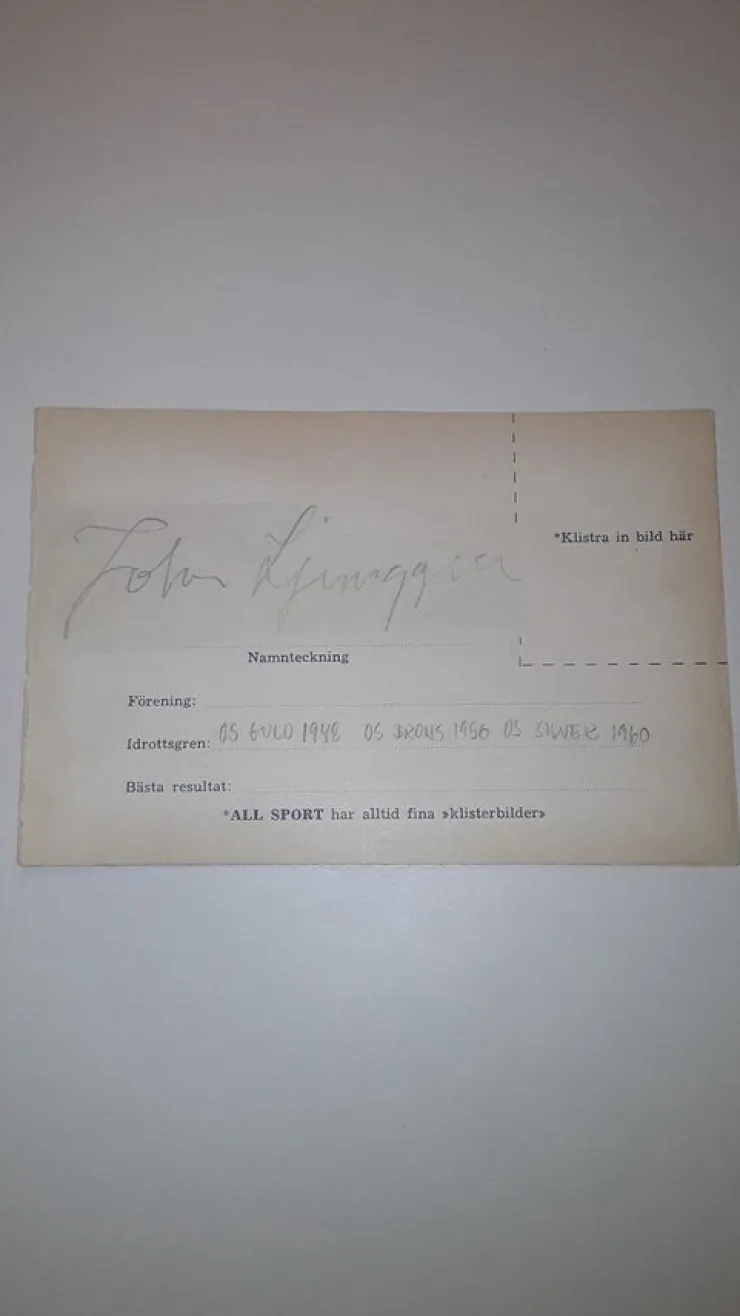 *Klistra in bild här
John Ljunggren
Namnteckning
Förening:
Idrottsgren: OS GULD 1948 OS BRONS 1956 OS SILVER 1960
Bästa resultat:
*ALL SPORT har alltid fina »klisterbilder»